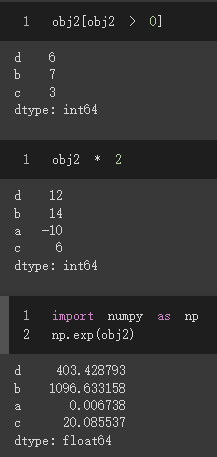 1 obj2[obj2 > 0]
d 6
b 7
c 3
dtype: int64
1 obj2 * 2
d 12
b 14
a -10
c 6
dtype: int64
1 import numpy as np
2 np.exp(obj2)
d 403.428793
b 1096.633158
a 0.006738
c 20.085537
dtype: float64